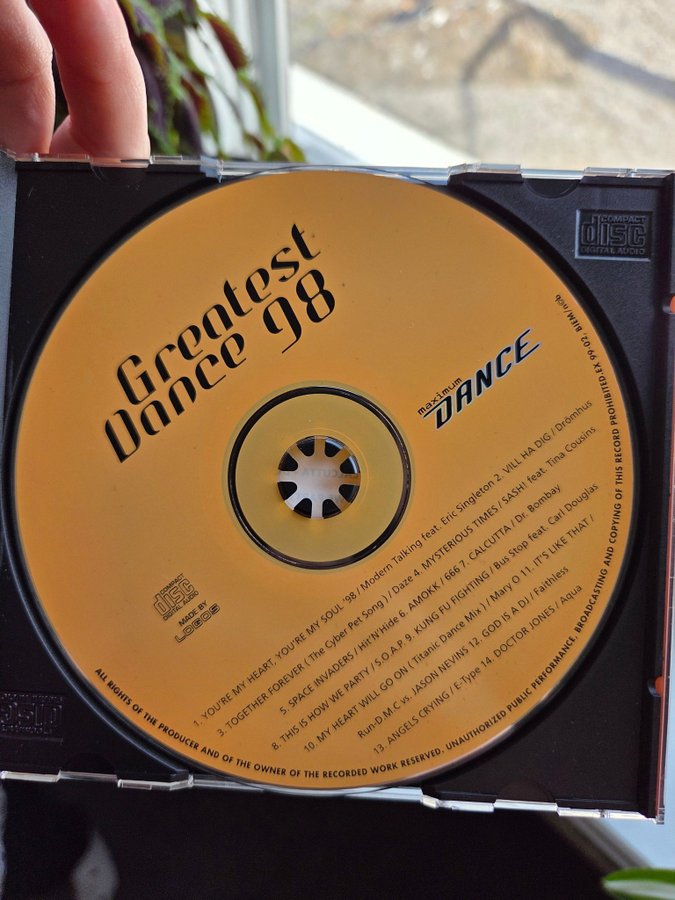 Greatest
Dance 98
COMPACT
disc
DIGITAL AUDIO
maximum
DANCE
COMPACT
disc
DIGITAL AUDIO
MADE BY
LOGOS
1. YOU'RE MY HEART, YOU'RE MY SOUL '98 / Modern Talking feat. Eric Singleton 2. VILL HA DIG / Drömhus
3. TOGETHER FOREVER ( The Cyber Pet Song ) / Daze 4. MYSTERIOUS TIMES / SASH! feat. Tina Cousins
5. SPACE INVADERS / Hit'N'Hide 6. AMOKK / 666 7. CALCUTTA / Dr. Bombay
8. THIS IS HOW WE PARTY / S.O.A.P 9. KUNG FU FIGHTING / Bus Stop feat. Carl Douglas
10. MY HEART WILL GO ON ( Titanic Dance Mix ) / Mary O 11. IT'S LIKE THAT /
Run-D.M.C vs. JASON NEVINS 12. GOD IS A DJ / Faithless
13. ANGELS CRYING / E-Type 14. DOCTOR JONES / Aqua
ALL RIGHTS OF THE PRODUCER AND OF THE OWNER OF THE RECORDED WORK RESERVED. UNAUTHORIZED PUBLIC PERFORMANCE, BROADCASTING AND COPYING OF THIS RECORD PROHIBITED.EX 99-02, BIEM/n©b
disc